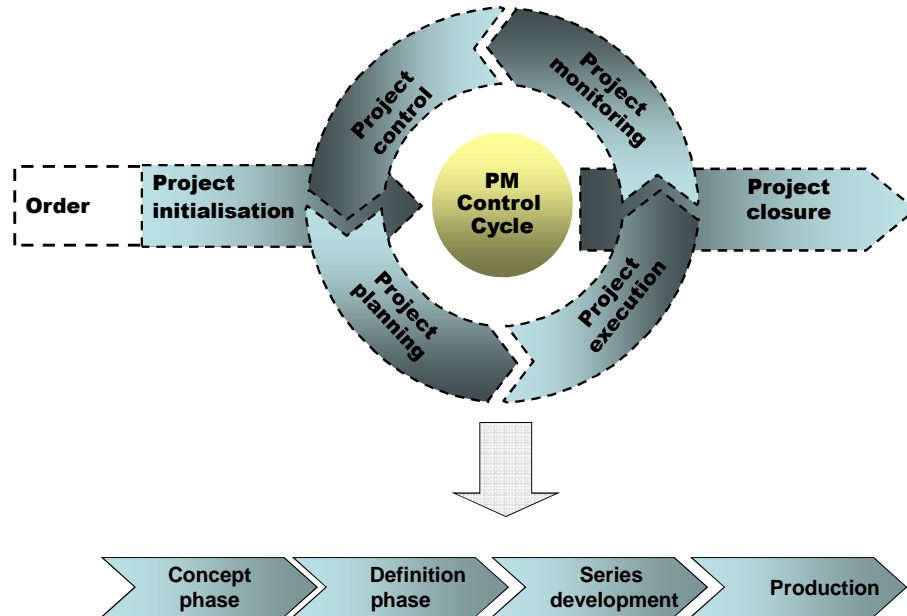 Project
control
Project
monitoring
Order
Project
initialisation
PM
Control
Cycle
Project
closure
Project
planning
Project
execution
Concept
phase
Definition
phase
Series
development
Production